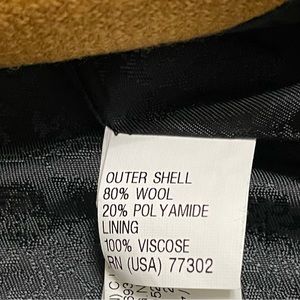 OUTER SHELL
80% WOOL
20% POLYAMIDE
LINING
100% VISCOSE
RN (USA) 77302